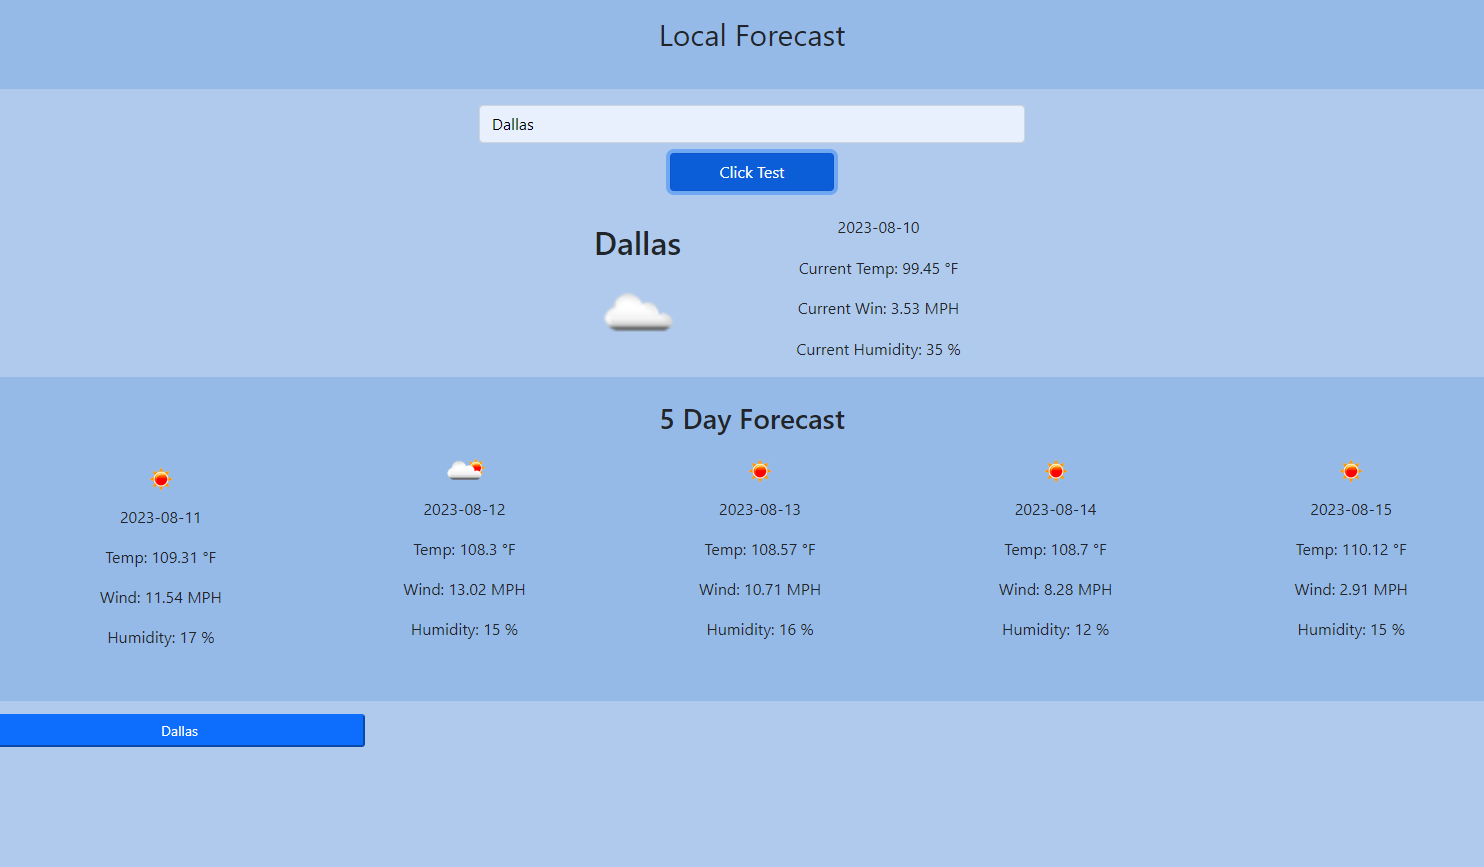 Local Forecast
Dallas
Click Test
Dallas
2023-08-10
Current Temp: 99.45 °F
Current Win: 3.53 MPH
Current Humidity: 35 %
5 Day Forecast
2023-08-11
Temp: 109.31 °F
Wind: 11.54 MPH
Humidity: 17 %
2023-08-12
Temp: 108.3 °F
Wind: 13.02 MPH
Humidity: 15 %
2023-08-13
Temp: 108.57 °F
Wind: 10.71 MPH
Humidity: 16 %
2023-08-14
Temp: 108.7 °F
Wind: 8.28 MPH
Humidity: 12 %
2023-08-15
Temp: 110.12 °F
Wind: 2.91 MPH
Humidity: 15 %
Dallas